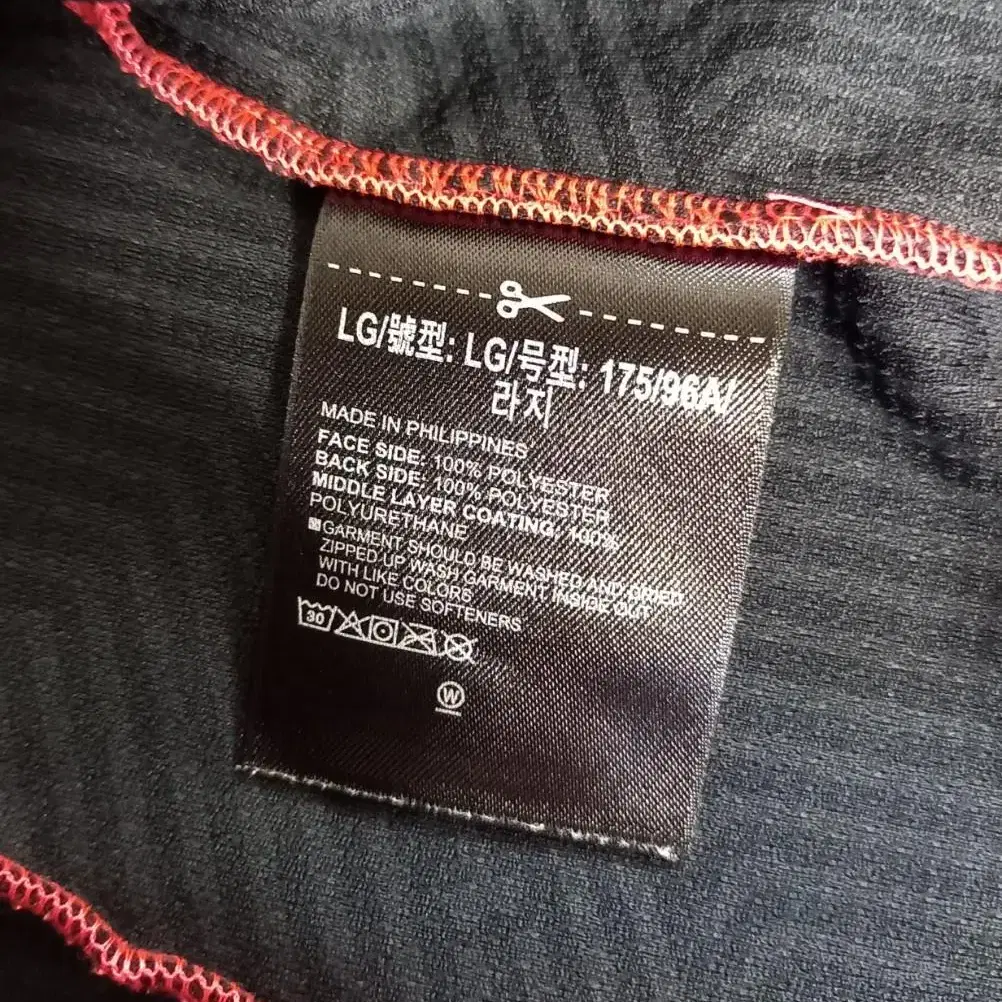 LG/號型: LG/号型: 175/96A/
라지
MADE IN PHILIPPINES
FACE SIDE: 100% POLYESTER
BACK SIDE: 100% POLYESTER
MIDDLE LAYER COATING: 100%
POLYURETHANE
GARMENT SHOULD BE WASHED AND DRIED
ZIPPED UP WASH GARMENT INSIDE OUT
WITH LIKE COLORS
DO NOT USE SOFTENERS
30
W